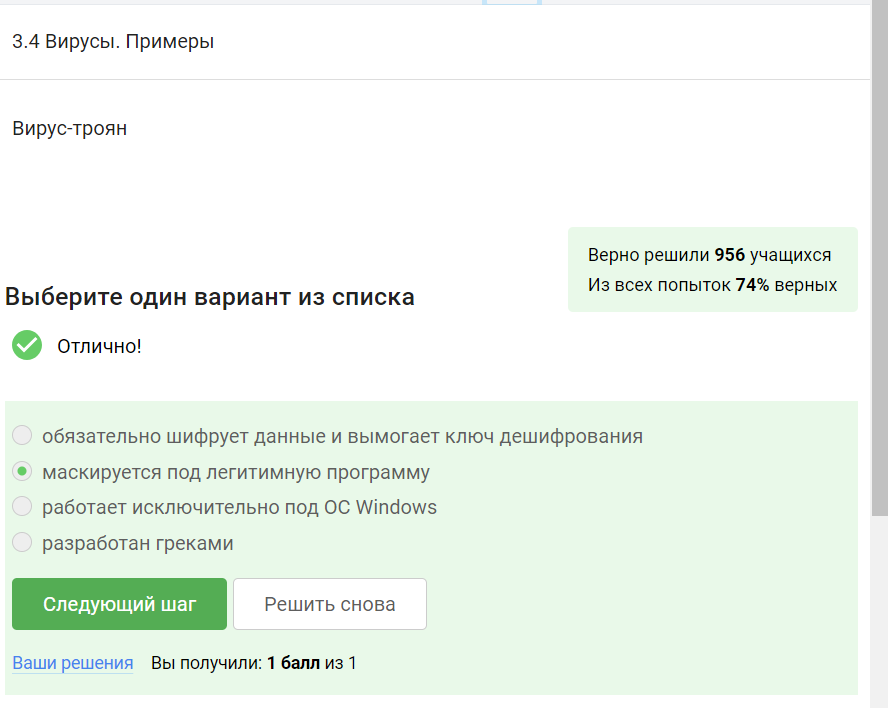 3.4 Вирусы. Примеры
Вирус-троян
Верно решили 956 учащихся
Из всех попыток 74% верных
Выберите один вариант из списка
Отлично!
обязательно шифрует данные и вымогает ключ дешифрования
маскируется под легитимную программу
работает исключительно под ОС Windows
разработан греками
Следующий шаг
Решить снова
Ваши решения
Вы получили: 1 балл из 1